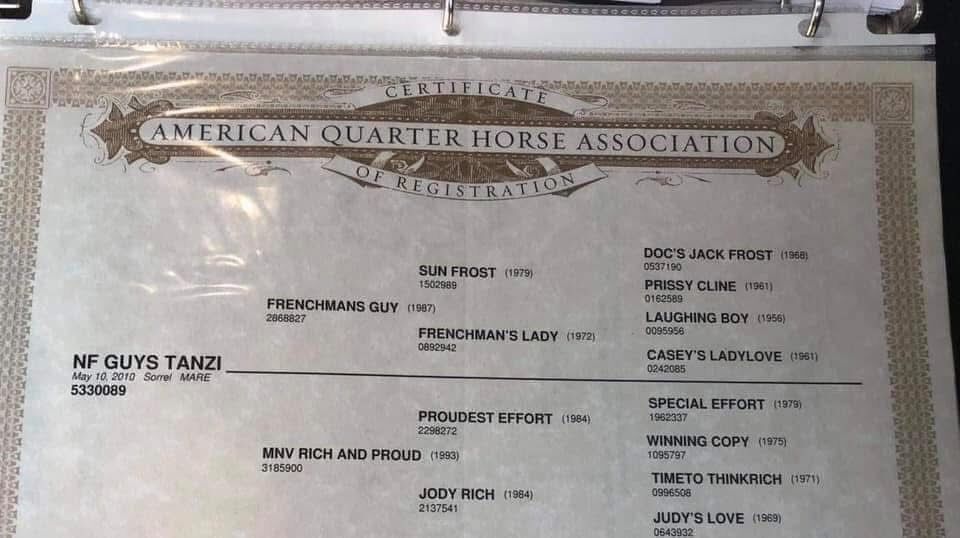 CERTIFICATE
AMERICAN QUARTER HORSE ASSOCIATION
OF REGISTRATION
DOC'S JACK FROST (1968)
0537190
SUN FROST (1979)
1502989
PRISSY CLINE (1961)
0162589
FRENCHMANS GUY (1987)
2868827
LAUGHING BOY (1956)
0095956
FRENCHMAN'S LADY (1972)
0892942
CASEY'S LADYLOVE (1961)
0242085
NF GUYS TANZI
May 10, 2010 Sorrel MARE
5330089
SPECIAL EFFORT (1979)
1962337
PROUDEST EFFORT (1984)
2298272
WINNING COPY (1975)
1095797
MNV RICH AND PROUD (1993)
3185900
TIMETO THINKRICH (1971)
0996508
JODY RICH (1984)
2137541
JUDY'S LOVE (1969)
0643932